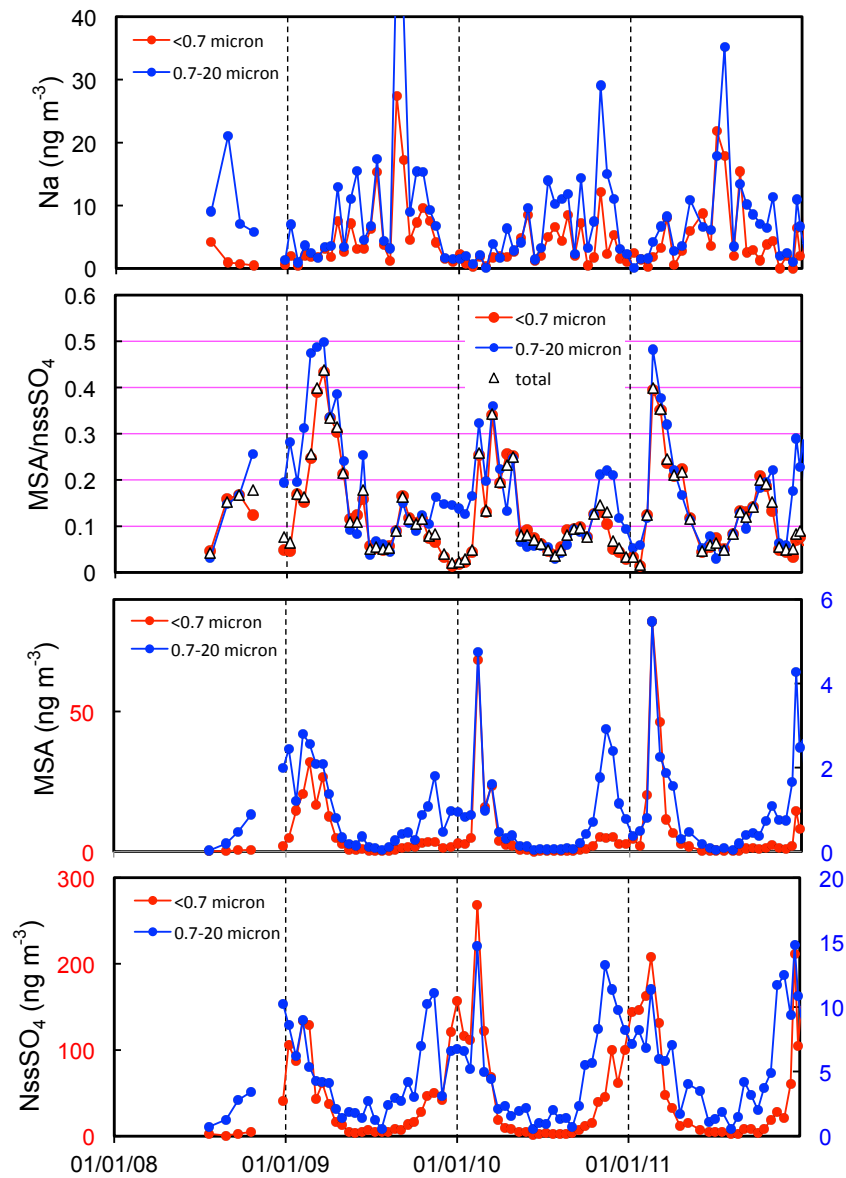 40
30
20
10
0
Na (ng m⁻³)
<0.7 micron
0.7-20 micron
0.6
0.5
0.4
0.3
0.2
0.1
0
MSA/nssSO₄
<0.7 micron
0.7-20 micron
total
50
0
MSA (ng m⁻³)
<0.7 micron
0.7-20 micron
6
4
2
0
300
200
100
0
NssSO₄ (ng m⁻³)
<0.7 micron
0.7-20 micron
20
15
10
5
0
01/01/08 01/01/09 01/01/10 01/01/11